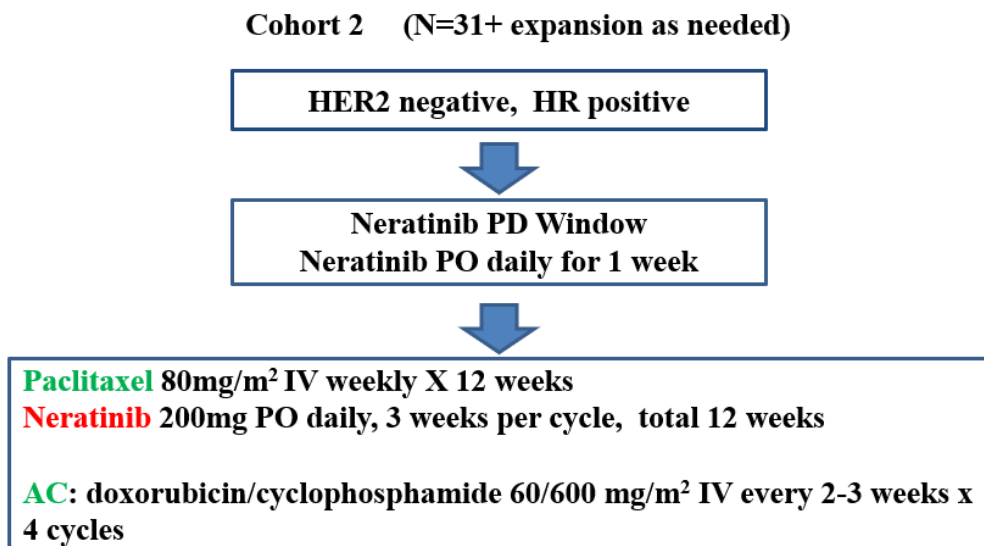 Cohort 2 (N=31+ expansion as needed)
HER2 negative, HR positive
Neratinib PD Window
Neratinib PO daily for 1 week
Paclitaxel 80mg/m² IV weekly X 12 weeks
Neratinib 200mg PO daily, 3 weeks per cycle, total 12 weeks
AC: doxorubicin/cyclophosphamide 60/600 mg/m² IV every 2-3 weeks x
4 cycles